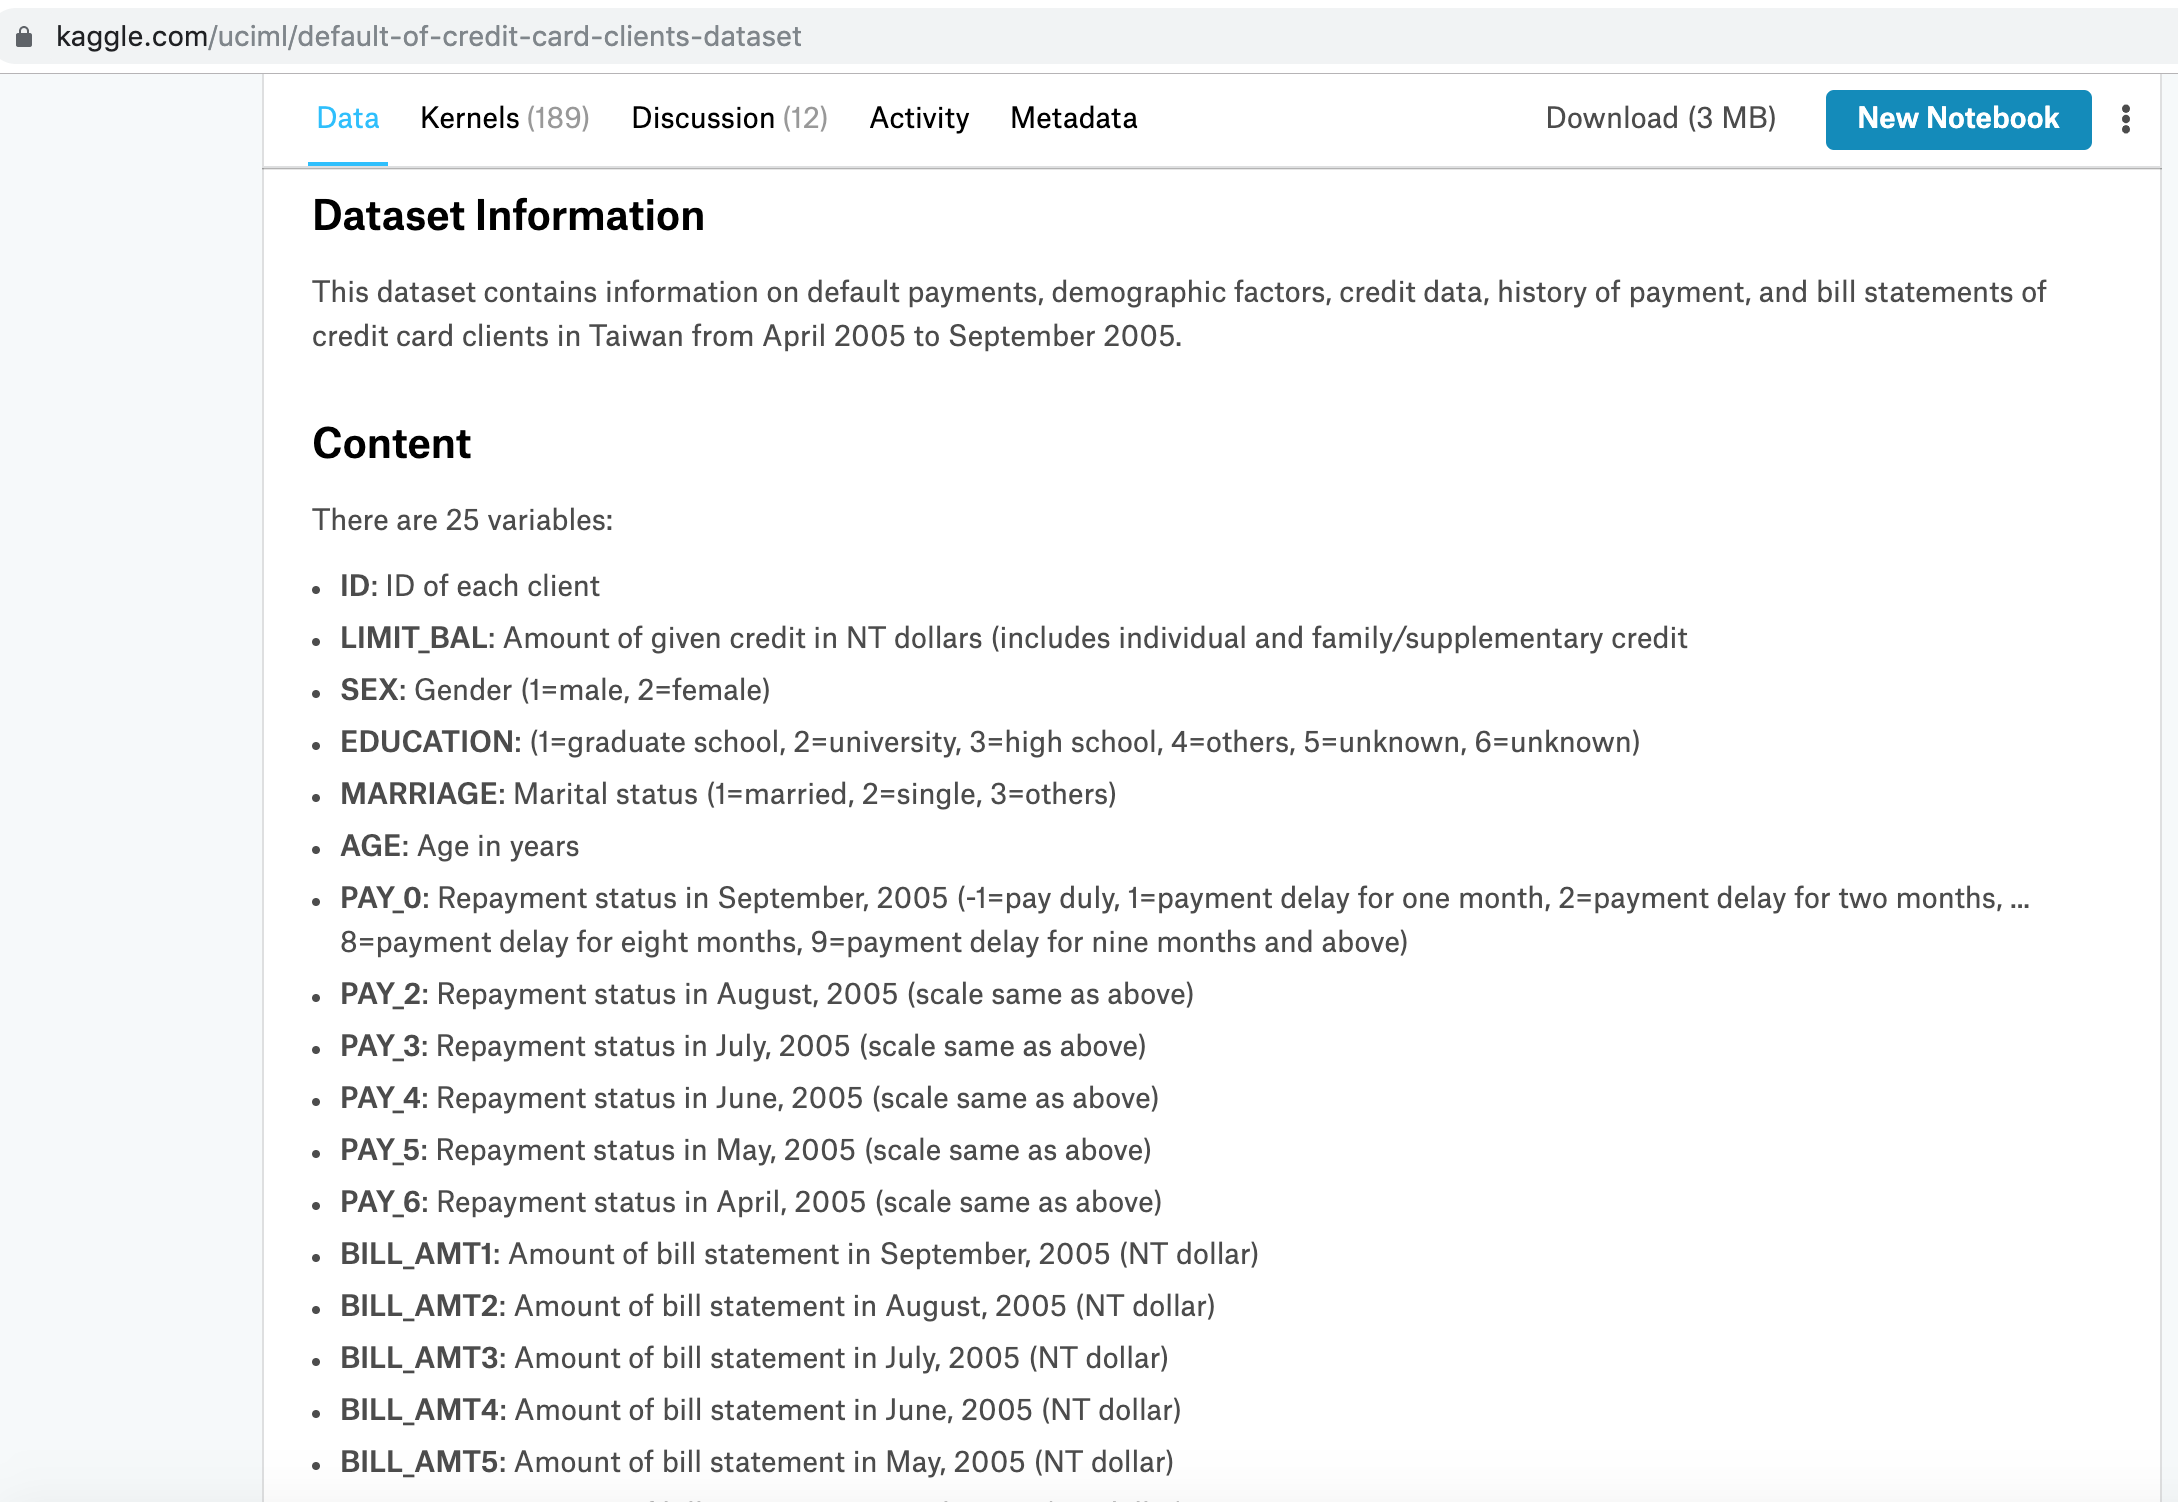 kaggle.com/uciml/default-of-credit-card-clients-dataset
Data Kernels (189) Discussion (12) Activity Metadata Download (3 MB) New Notebook
Dataset Information
This dataset contains information on default payments, demographic factors, credit data, history of payment, and bill statements of
credit card clients in Taiwan from April 2005 to September 2005.
Content
There are 25 variables:
• ID: ID of each client
• LIMIT_BAL: Amount of given credit in NT dollars (includes individual and family/supplementary credit
• SEX: Gender (1=male, 2=female)
• EDUCATION: (1=graduate school, 2=university, 3=high school, 4=others, 5=unknown, 6=unknown)
• MARRIAGE: Marital status (1=married, 2=single, 3=others)
• AGE: Age in years
• PAY_0: Repayment status in September, 2005 (-1=pay duly, 1=payment delay for one month, 2=payment delay for two months, ...
8=payment delay for eight months, 9=payment delay for nine months and above)
• PAY_2: Repayment status in August, 2005 (scale same as above)
• PAY_3: Repayment status in July, 2005 (scale same as above)
• PAY_4: Repayment status in June, 2005 (scale same as above)
• PAY_5: Repayment status in May, 2005 (scale same as above)
• PAY_6: Repayment status in April, 2005 (scale same as above)
• BILL_AMT1: Amount of bill statement in September, 2005 (NT dollar)
• BILL_AMT2: Amount of bill statement in August, 2005 (NT dollar)
• BILL_AMT3: Amount of bill statement in July, 2005 (NT dollar)
• BILL_AMT4: Amount of bill statement in June, 2005 (NT dollar)
• BILL_AMT5: Amount of bill statement in May, 2005 (NT dollar)